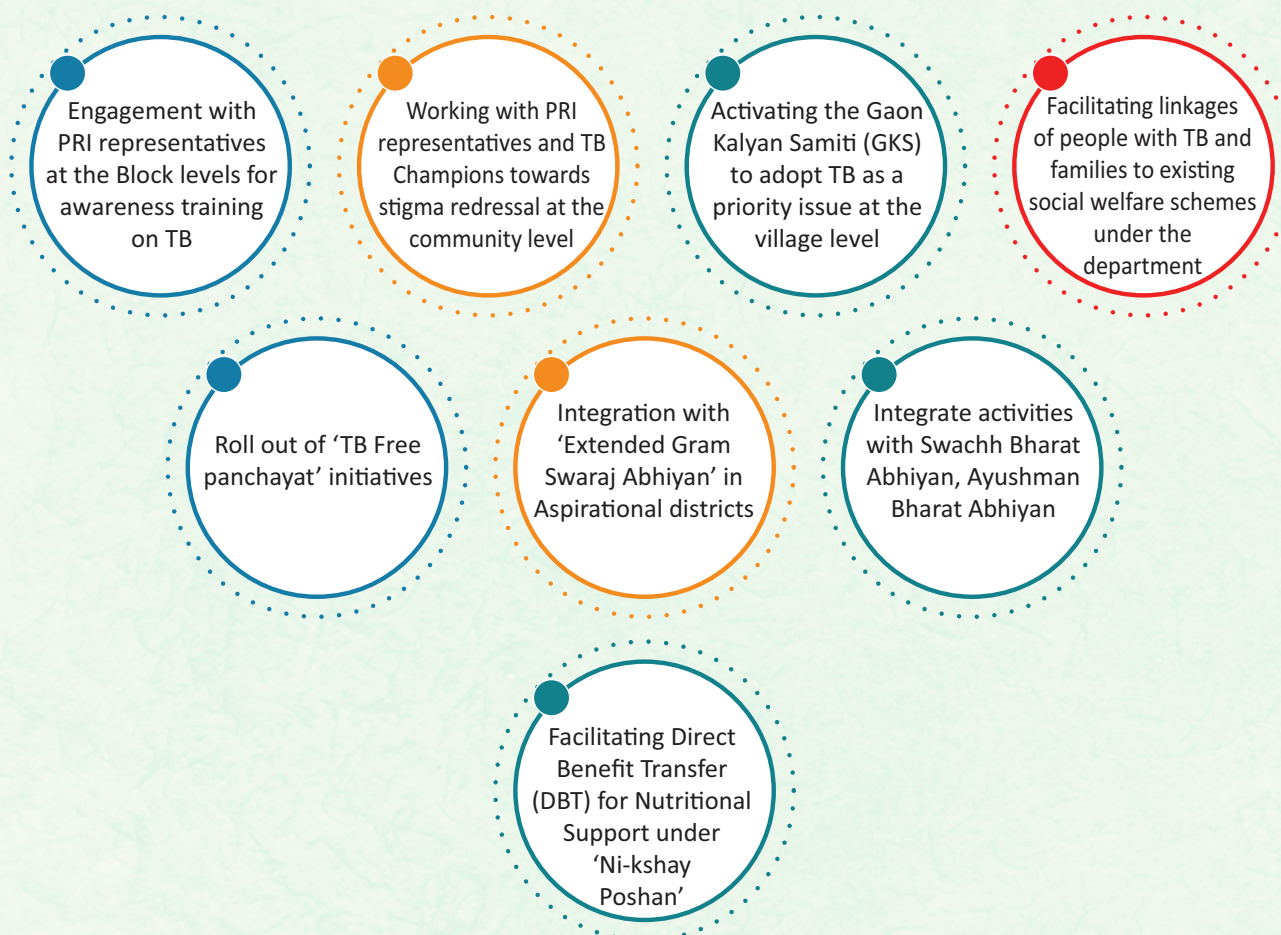 Engagement with
PRI representatives
at the Block levels for
awareness training
on TB
Working with PRI
representatives and TB
Champions towards
stigma redressal at the
community level
Activating the Gaon
Kalyan Samiti (GKS)
to adopt TB as a
priority issue at the
village level
Facilitating linkages
of people with TB and
families to existing
social welfare schemes
under the
department
Roll out of ‘TB Free
panchayat’ initiatives
Integration with
‘Extended Gram
Swaraj Abhiyan’ in
Aspirational districts
Integrate activities
with Swachh Bharat
Abhiyan, Ayushman
Bharat Abhiyan
Facilitating Direct
Benefit Transfer
(DBT) for Nutritional
Support under
‘Ni-kshay
Poshan’